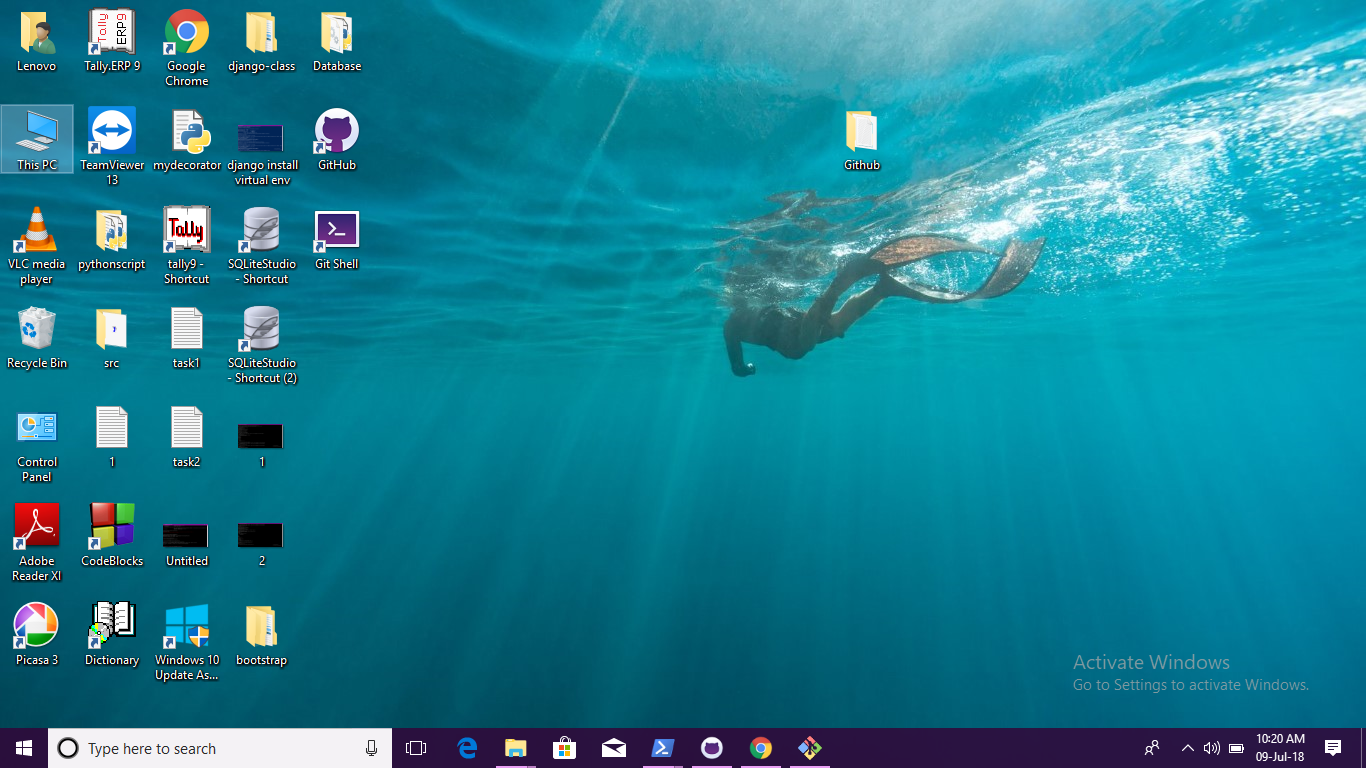 Lenovo
Tally.ERP 9
Google
Chrome
django-class
Database
This PC
TeamViewer
13
mydecorator
django install
virtual env
GitHub
Github
VLC media
player
pythonscript
Tally
tally9 -
Shortcut
SQLiteStudio
- Shortcut
Git Shell
Recycle Bin
src
task1
SQLiteStudio
- Shortcut (2)
Control
Panel
1
task2
1
Adobe
Reader XI
CodeBlocks
Untitled
2
Picasa 3
Dictionary
Windows 10
Update As...
bootstrap
Activate Windows
Go to Settings to activate Windows.
Type here to search
10:20 AM
09-Jul-18